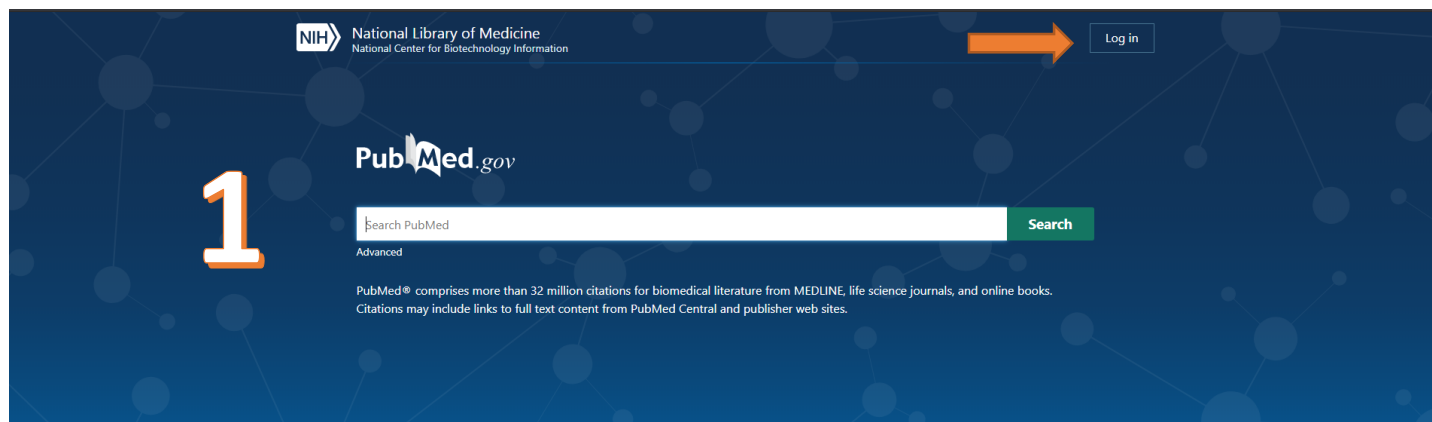 NIH National Library of Medicine
National Center for Biotechnology Information
Log in
PubMed.gov
1
Search PubMed
Search
Advanced
PubMed® comprises more than 32 million citations for biomedical literature from MEDLINE, life science journals, and online books.
Citations may include links to full text content from PubMed Central and publisher web sites.